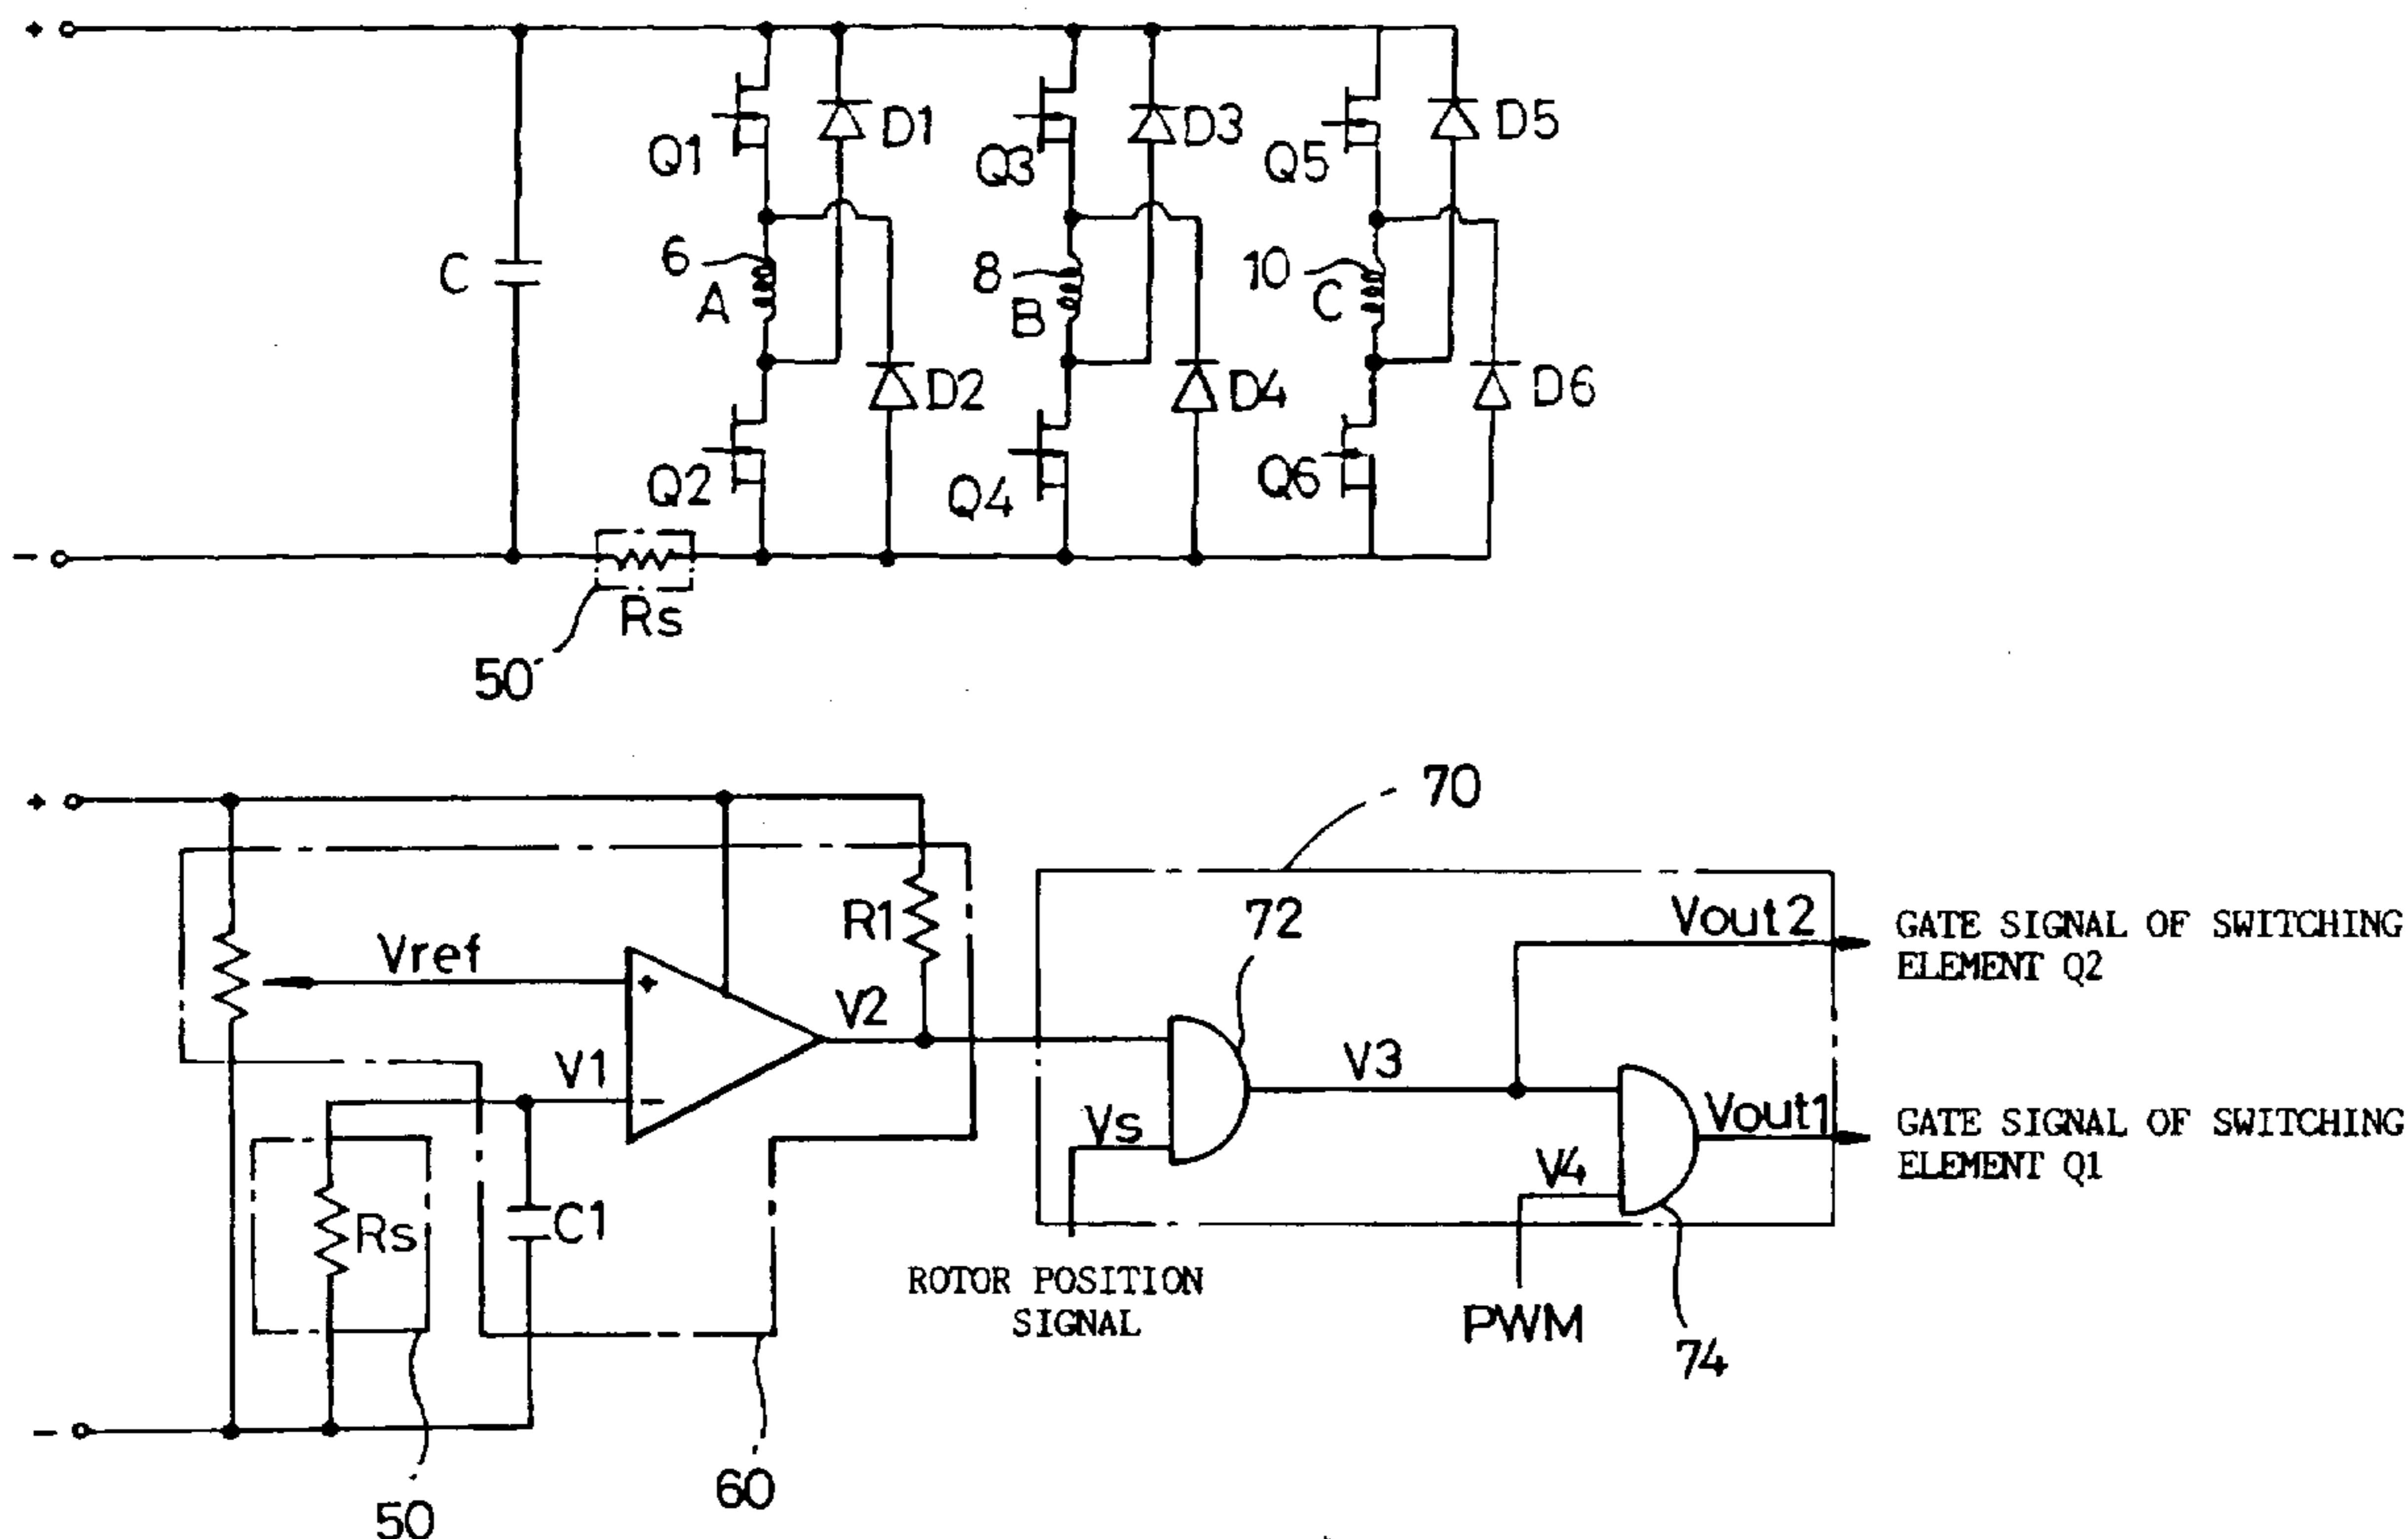 +
Q1
D1
Q3
D3
Q5
D5
C
6
A
8
B
10
C
Q2
D2
Q4
D4
Q6
D6
-
Rs
50
+
70
Vref
+
R1
72
Vout2
GATE SIGNAL OF SWITCHING
ELEMENT Q2
V2
V1
-
V3
Vs
Vout1
GATE SIGNAL OF SWITCHING
ELEMENT Q1
V4
Rs
C1
ROTOR POSITION
SIGNAL
PWM
74
-
60
50